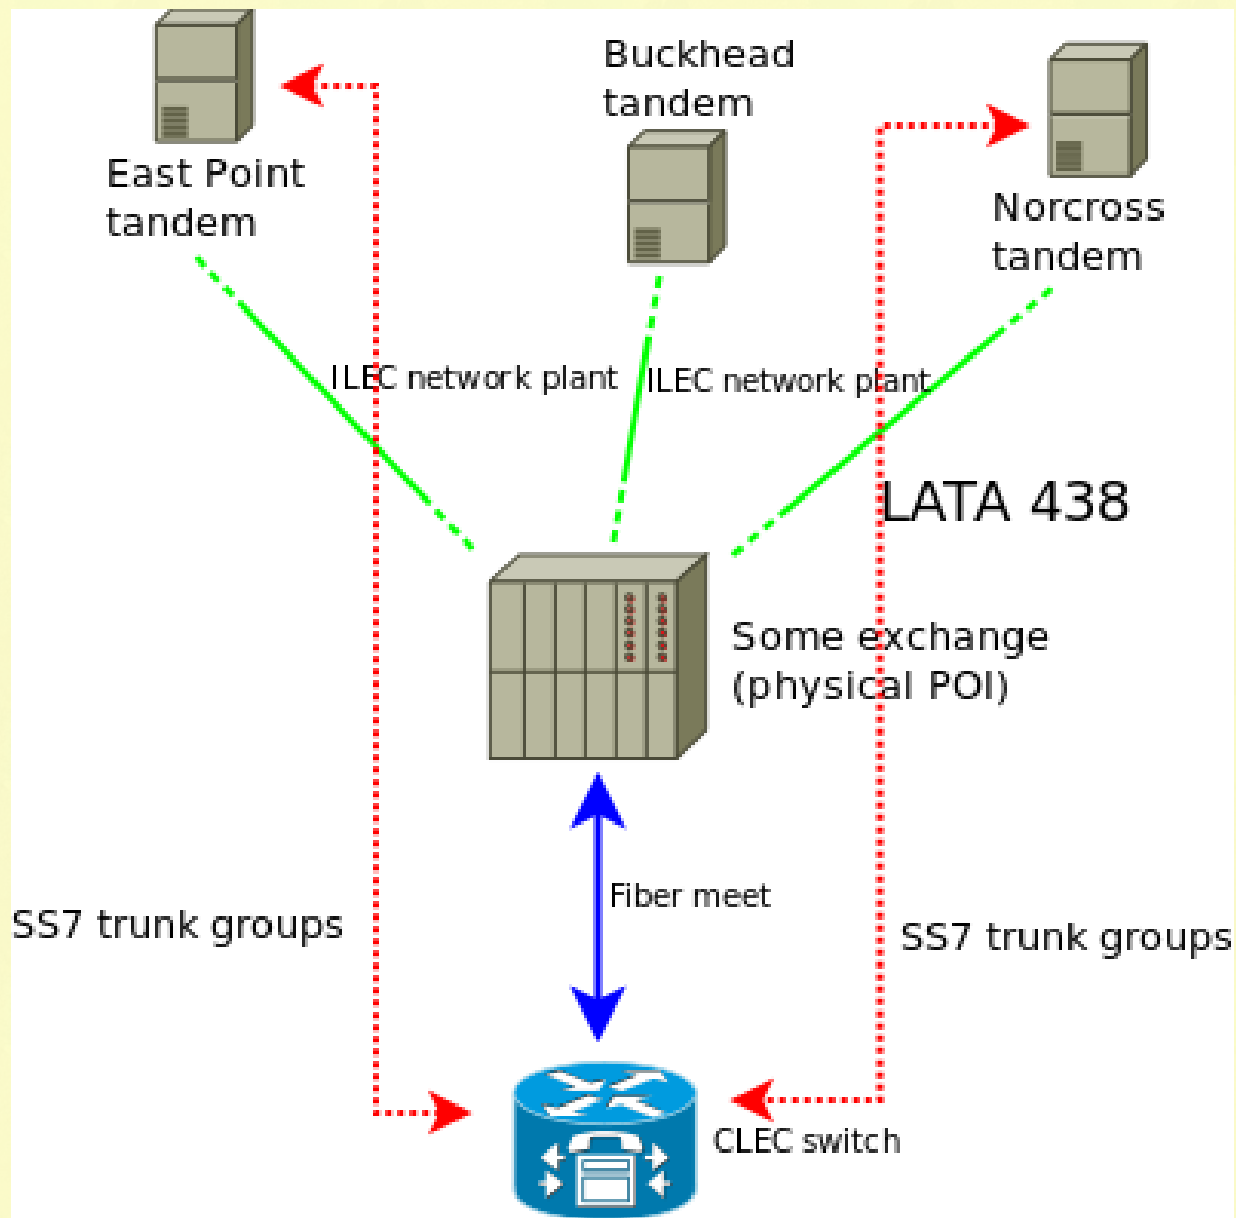 Buckhead
tandem
East Point
tandem
Norcross
tandem
ILEC network plant
ILEC network plant
LATA 438
Some exchange
(physical POI)
Fiber meet
SS7 trunk groups
SS7 trunk groups
CLEC switch